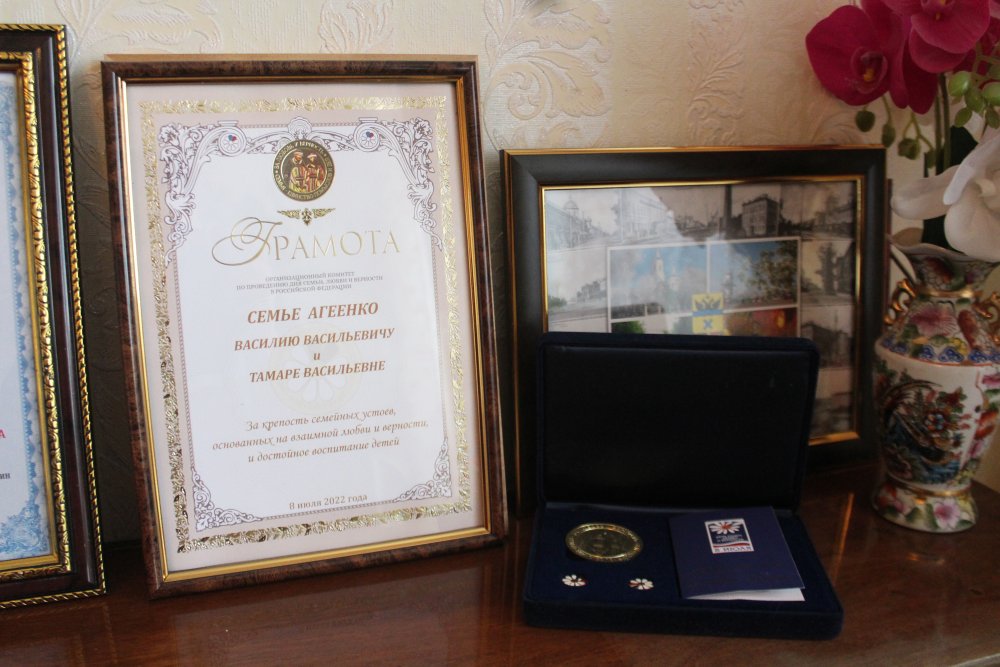 ГРАМОТА
ОРГАНИЗАЦИОННЫЙ КОМИТЕТ
ПО ПРОВЕДЕНИЮ ДНЯ СЕМЬИ, ЛЮБВИ И ВЕРНОСТИ
В РОССИЙСКОЙ ФЕДЕРАЦИИ
СЕМЬЕ АГЕЕНКО
ВАСИЛИЮ ВАСИЛЬЕВИЧУ
и
ТАМАРЕ ВАСИЛЬЕВНЕ
За крепость семейных устоев,
основанных на взаимной любви и верности,
и достойное воспитание детей
8 июля 2022 года
8 ИЮЛЯ